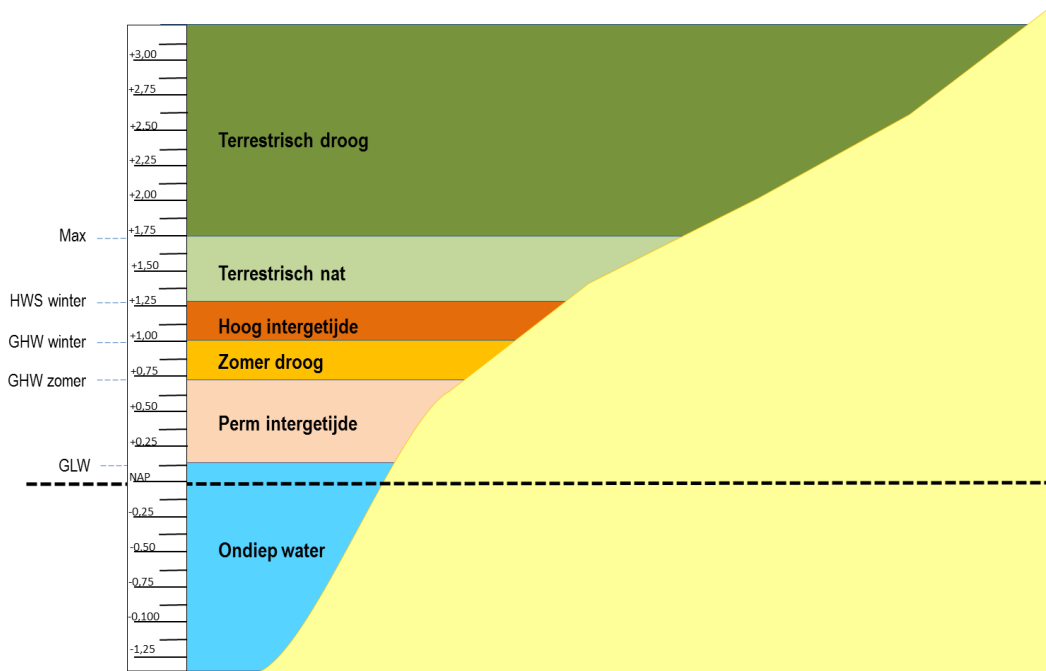 +3,00
+2,75
+2,50
Terrestrisch droog
+2,25
+2,00
+1,75
Max
+1,50
Terrestrisch nat
HWS winter
+1,25
Hoog intergetijde
+1,00
GHW winter
Zomer droog
+0,75
GHW zomer
+0,50
Perm intergetijde
+0,25
GLW
NAP
-0,25
-0,50
Ondiep water
-0,75
-0,100
-1,25